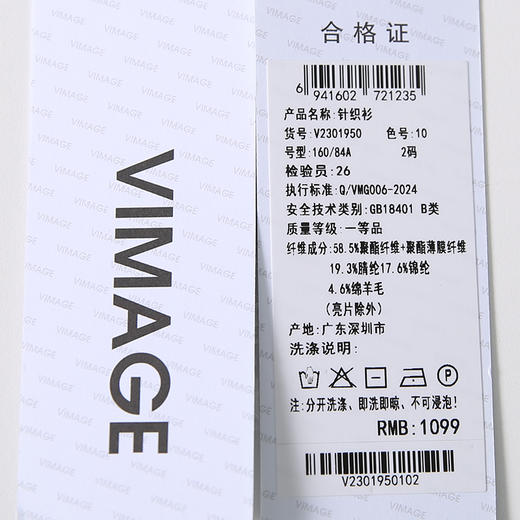 VIMAGE
合格证
6 941602 721235
产品名称:针织衫
货号:V2301950 色号:10
号型:160/84A 2码
检验员:26
执行标准:Q/VMG006-2024
安全技术类别:GB18401 B类
质量等级:一等品
纤维成分:58.5%聚酯纤维+聚酯薄膜纤维
19.3%腈纶17.6%锦纶
4.6%绵羊毛
(亮片除外)
产地:广东深圳市
洗涤说明:
P
注:分开洗涤、即洗即晾、不可浸泡!
RMB:1099
V2301950102